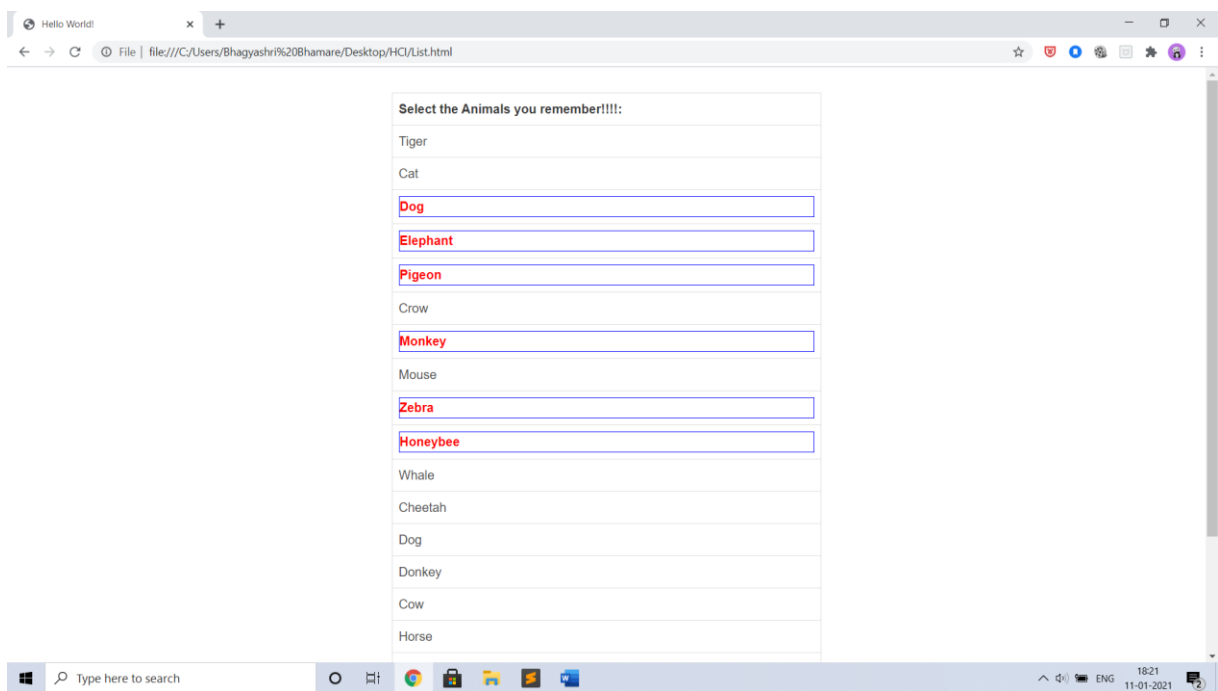 Hello World!
File | file:///C:/Users/Bhagyashri%20Bhamare/Desktop/HCI/List.html
Select the Animals you remember!!!!:
Tiger
Cat
Dog
Elephant
Pigeon
Crow
Monkey
Mouse
Zebra
Honeybee
Whale
Cheetah
Dog
Donkey
Cow
Horse
Type here to search
ENG
18:21
11-01-2021
2